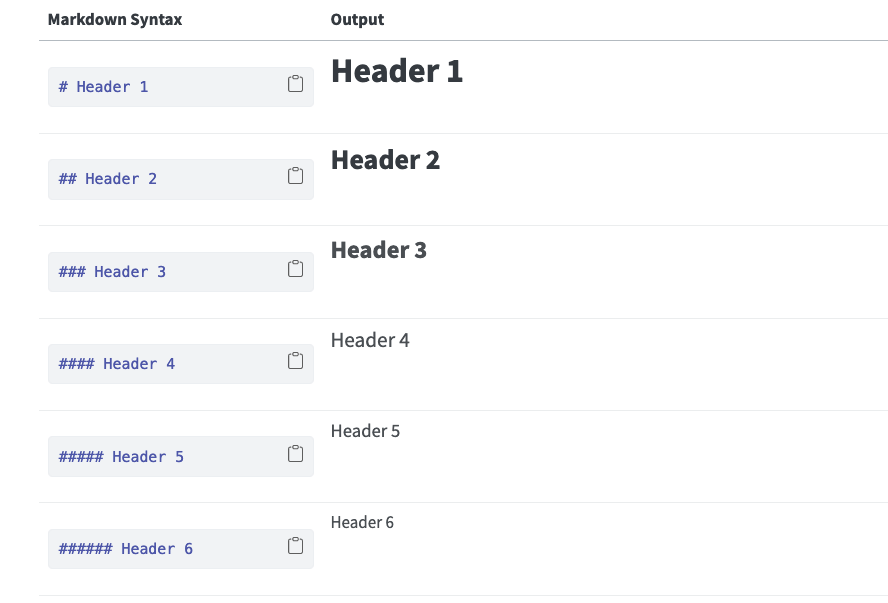 Markdown Syntax Output
# Header 1 Header 1
## Header 2 Header 2
### Header 3 Header 3
#### Header 4 Header 4
##### Header 5 Header 5
###### Header 6 Header 6